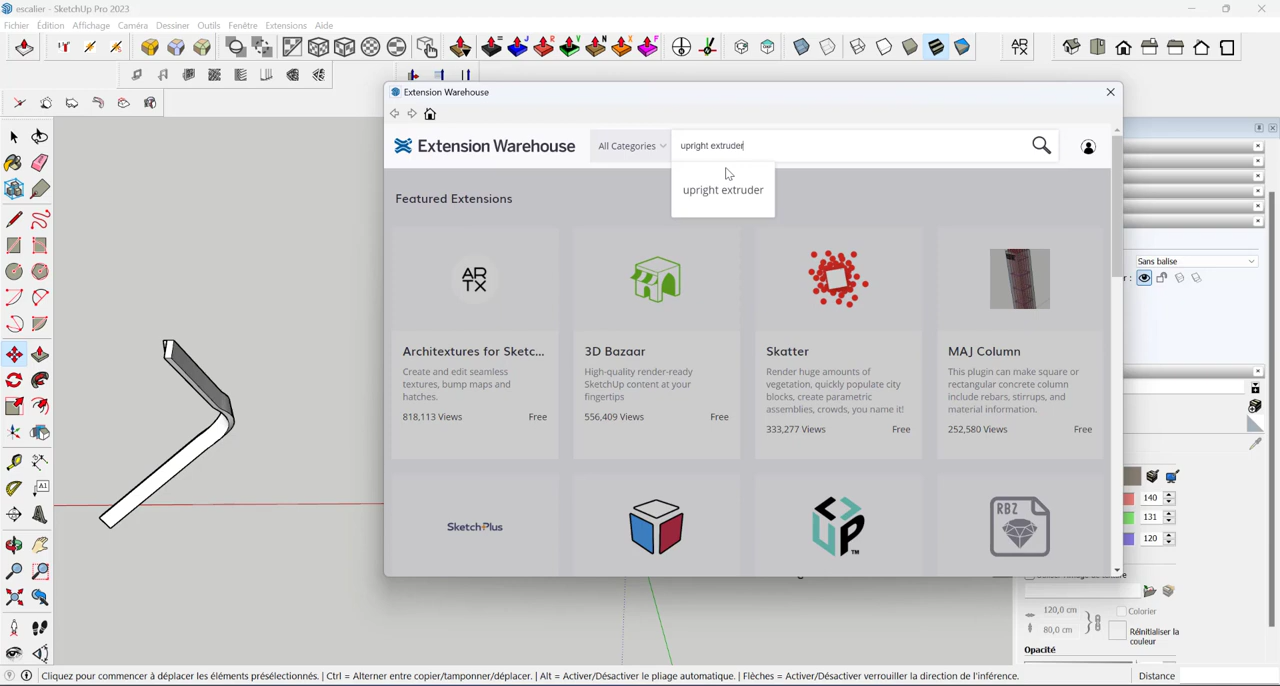 escalier - SketchUp Pro 2023
Fichier Édition Affichage Caméra Dessiner Outils Fenêtre Extensions Aide
AR
TX
Extension Warehouse
Extension Warehouse
All Categories
upright extruder
upright extruder
Featured Extensions
AR
TX
Architextures for Sketc...
Create and edit seamless
textures, bump maps and
hatches.
818,113 Views Free
3D Bazaar
High-quality render-ready
SketchUp content at your
fingertips
556,409 Views Free
Skatter
Render huge amounts of
vegetation, quickly populate city
blocks, create parametric
assemblies, crowds, you name it!
333,277 Views Free
MAJ Column
This plugin can make square or
rectangular concrete column
include rebars, stirrups, and
material information.
252,580 Views Free
SketchPlus
UP
RBZ
Sans balise
140
131
120
120,0 cm
80,0 cm
Colorier
Réinitialiser la
couleur
Opacité
Cliquez pour commencer à déplacer les éléments présélectionnés. | Ctrl = Alterner entre copier/tamponner/déplacer. | Alt = Activer/Désactiver le pliage automatique. | Flèches = Activer/Désactiver verrouiller la direction de l'inférence.
Distance